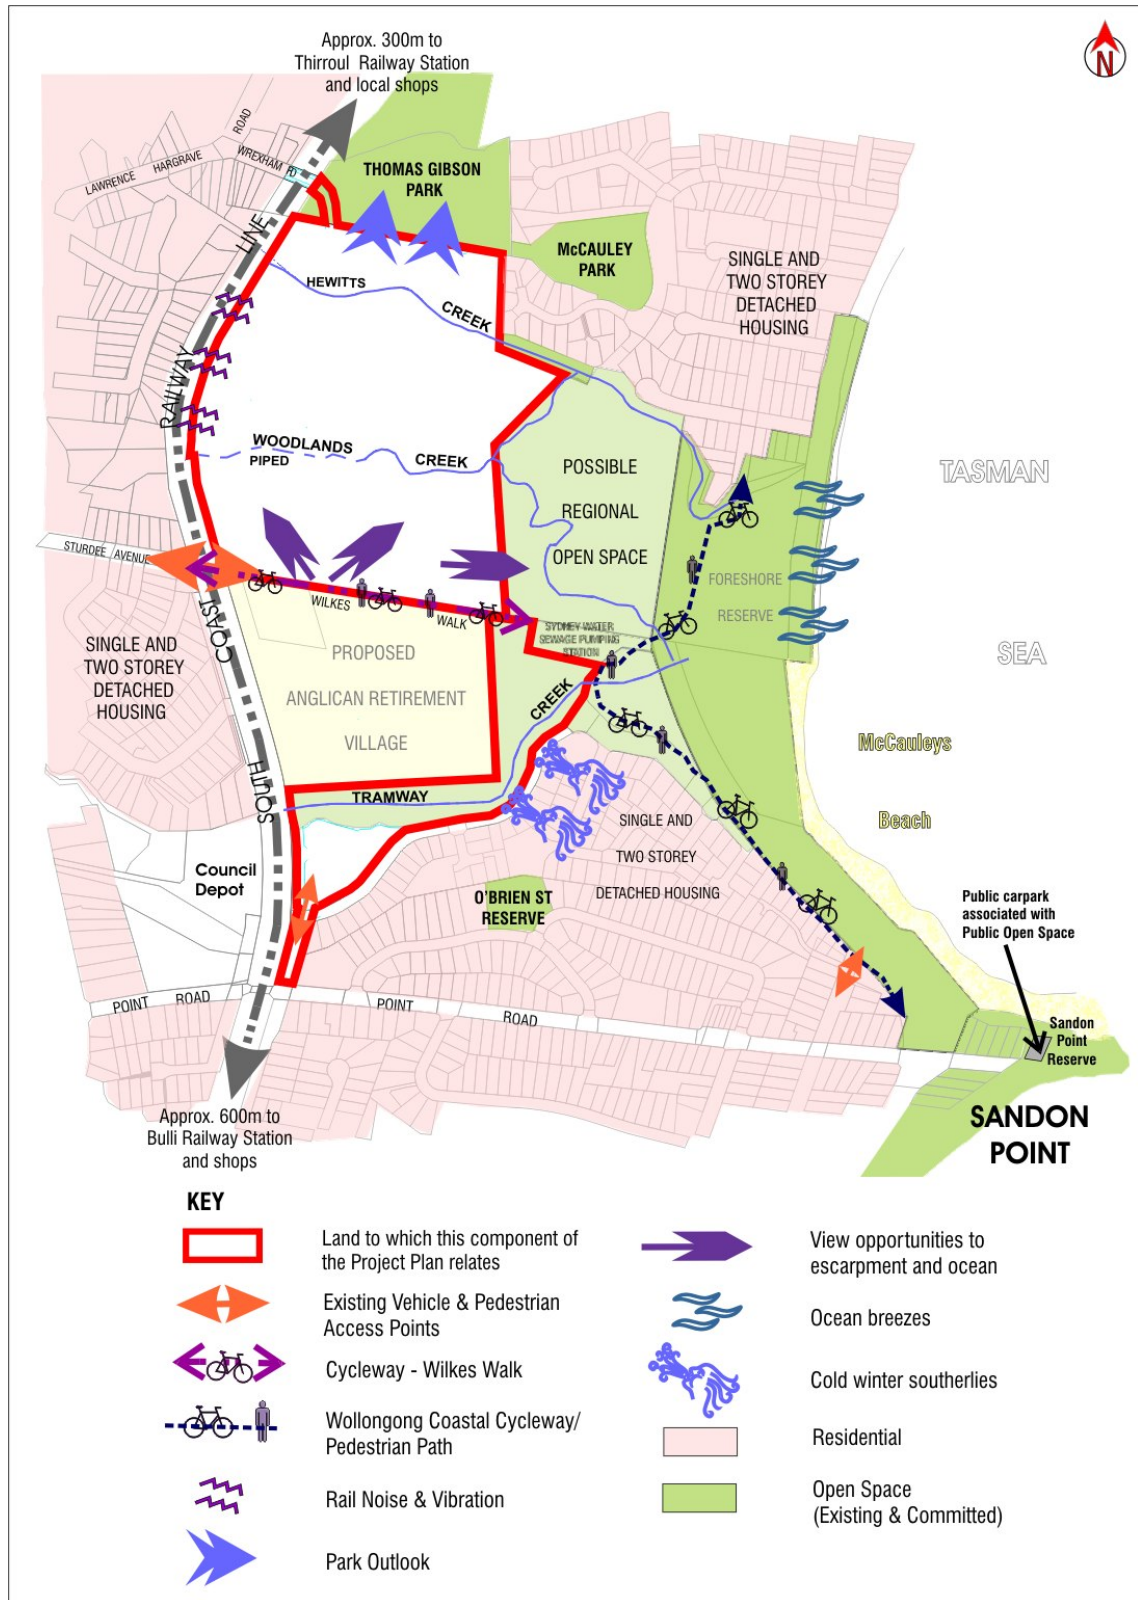 Approx. 300m to
Thirroul Railway Station
and local shops
N
ROAD
LAWRENCE HARGRAVE
WREXHAM RD
THOMAS GIBSON
PARK
McCAULEY
PARK
SINGLE AND
TWO STOREY
DETACHED
HOUSING
LINE
HEWITTS
CREEK
RAILWAY
WOODLANDS
PIPED
CREEK
POSSIBLE
REGIONAL
OPEN SPACE
TASMAN
SEA
STURDEE AVENUE
WILKES
WALK
FORESHORE
RESERVE
SYDNEY WATER
SEWAGE PUMPING
STATION
COAST
SINGLE AND
TWO STOREY
DETACHED
HOUSING
PROPOSED
ANGLICAN RETIREMENT
VILLAGE
CREEK
McCauleys
Beach
SOUTH
TRAMWAY
SINGLE AND
TWO STOREY
DETACHED HOUSING
Council
Depot
O'BRIEN ST
RESERVE
Public carpark
associated with
Public Open Space
POINT ROAD
POINT
ROAD
Sandon
Point
Reserve
SANDON
POINT
Approx. 600m to
Bulli Railway Station
and shops
KEY
Land to which this component of
the Project Plan relates
Existing Vehicle & Pedestrian
Access Points
Cycleway - Wilkes Walk
Wollongong Coastal Cycleway/
Pedestrian Path
Rail Noise & Vibration
Park Outlook
View opportunities to
escarpment and ocean
Ocean breezes
Cold winter southerlies
Residential
Open Space
(Existing & Committed)